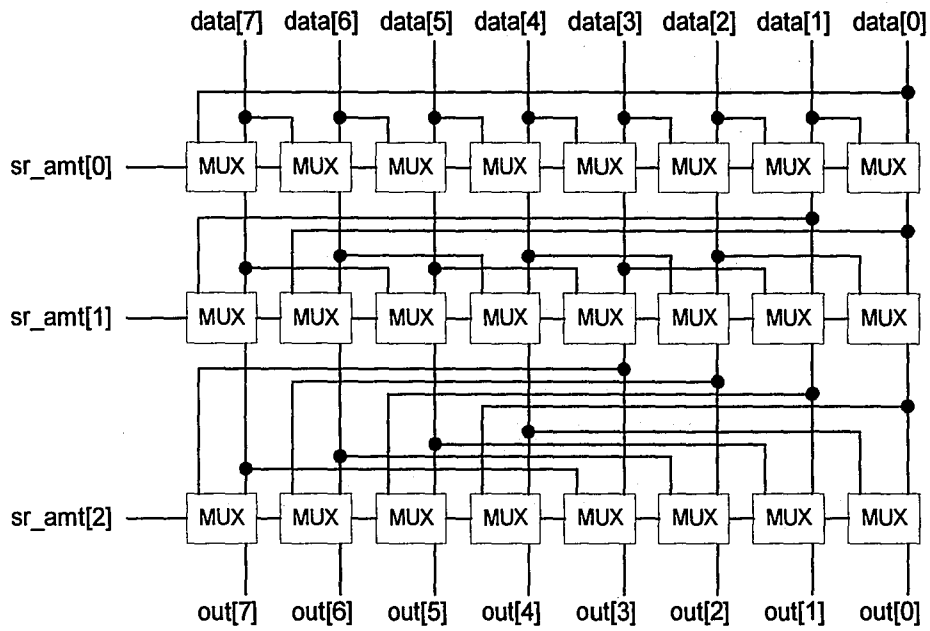 data[7] data[6] data[5] data[4] data[3] data[2] data[1] data[0]
sr_amt[0] MUX MUX MUX MUX MUX MUX MUX MUX
sr_amt[1] MUX MUX MUX MUX MUX MUX MUX MUX
sr_amt[2] MUX MUX MUX MUX MUX MUX MUX MUX
out[7] out[6] out[5] out[4] out[3] out[2] out[1] out[0]